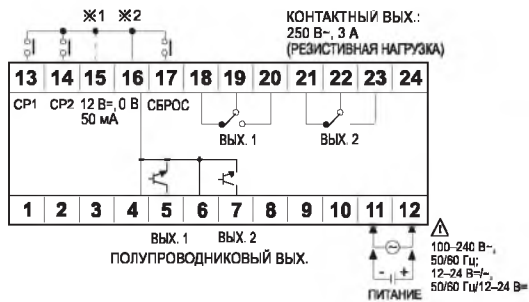 ※1 ※2
КОНТАКТНЫЙ ВЫХ.:
250 В~, 3 А
(РЕЗИСТИВНАЯ НАГРУЗКА)
13 14 15 16 17 18 19 20 21 22 23 24
СР1 СР2 12 В=, 0 В СБРОС
50 мА
ВЫХ. 1 ВЫХ. 2
1 2 3 4 5 6 7 8 9 10 11 12
ВЫХ. 1 ВЫХ. 2
ПОЛУПРОВОДНИКОВЫЙ ВЫХ.
- +
ПИТАНИЕ
100–240 В~,
50/60 Гц;
12–24 В=/~,
50/60 Гц/12–24 В=